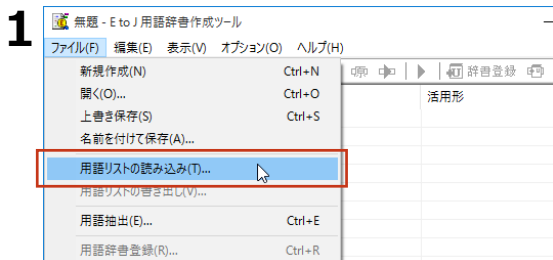 1
無題 - E to J 用語辞書作成ツール
ファイル(F) 編集(E) 表示(V) オプション(O) ヘルプ(H)
新規作成(N) Ctrl+N
開く(O)... Ctrl+O
上書き保存(S) Ctrl+S
名前を付けて保存(A)...
用語リストの読み込み(T)...
用語リストの書き出し(V)...
用語抽出(E)... Ctrl+E
用語辞書登録(R)... Ctrl+R
辞書登録
活用形